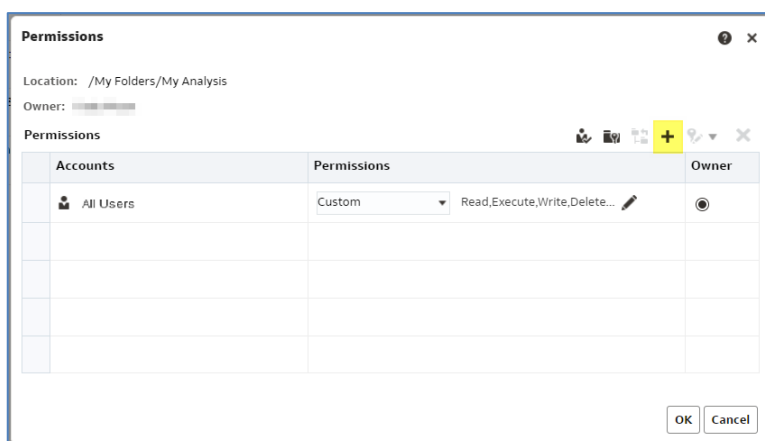 Permissions
Location: /My Folders/My Analysis
Owner:
Permissions
Accounts Permissions Owner
All Users Custom Read,Execute,Write,Delete...
OK Cancel